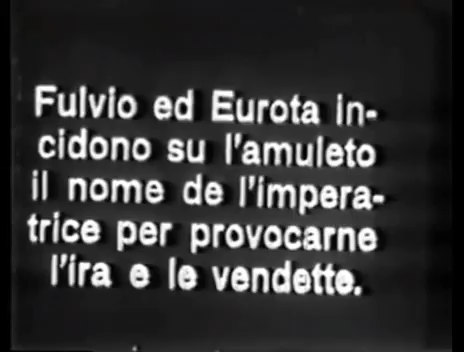 Fulvio ed Eurota in-
cidono su l'amuleto
il nome de l'impera-
trice per provocarne
l'ira e le vendette.